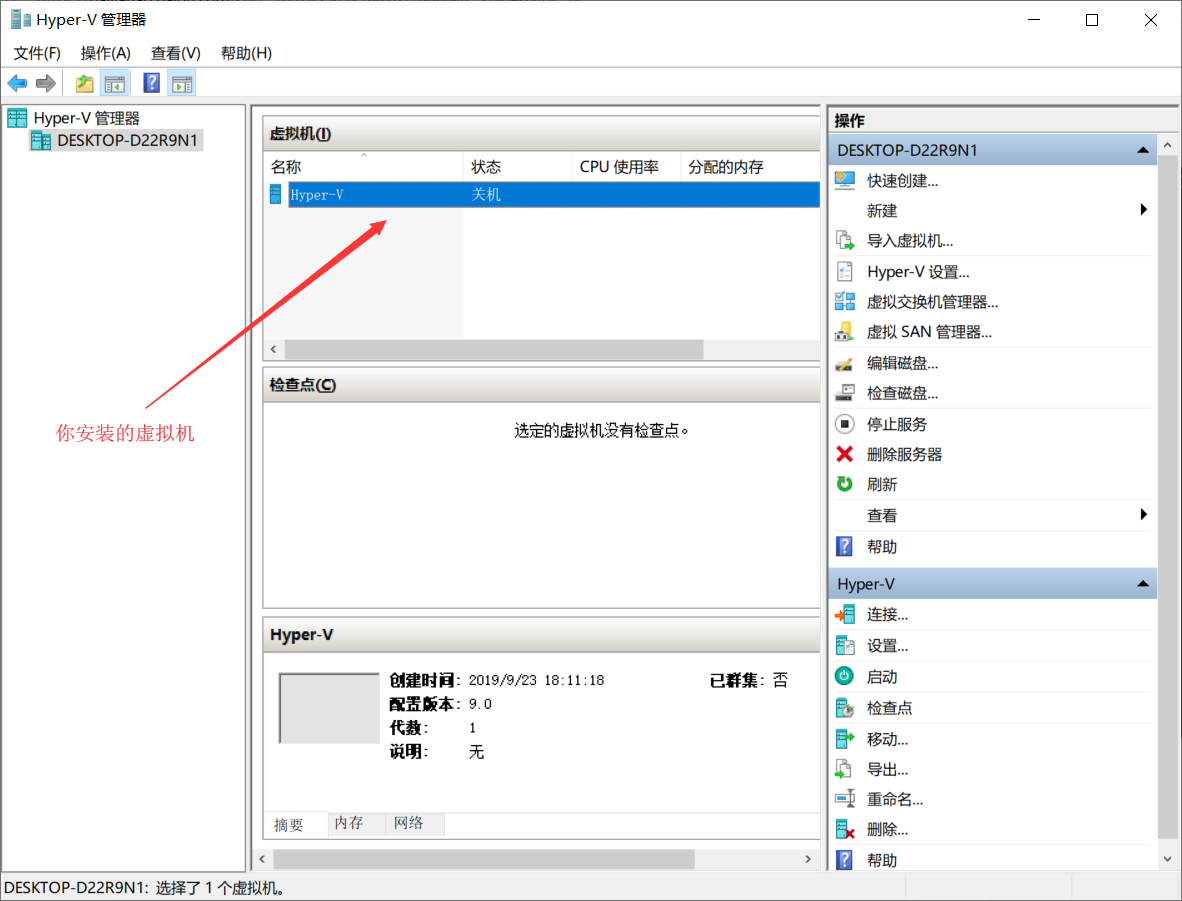 Hyper-V 管理器
文件(F) 操作(A) 查看(V) 帮助(H)
Hyper-V 管理器
DESKTOP-D22R9N1
虚拟机(I)
名称 状态 CPU 使用率 分配的内存
Hyper-V 关机
你安装的虚拟机
检查点(C)
选定的虚拟机没有检查点。
Hyper-V
创建时间: 2019/9/23 18:11:18 已群集: 否
配置版本: 9.0
代数: 1
说明: 无
摘要 内存 网络
操作
DESKTOP-D22R9N1
快速创建...
新建
导入虚拟机...
Hyper-V 设置...
虚拟交换机管理器...
虚拟 SAN 管理器...
编辑磁盘...
检查磁盘...
停止服务
删除服务器
刷新
查看
帮助
Hyper-V
连接...
设置...
启动
检查点
移动...
导出...
重命名...
删除...
帮助
DESKTOP-D22R9N1: 选择了 1 个虚拟机。